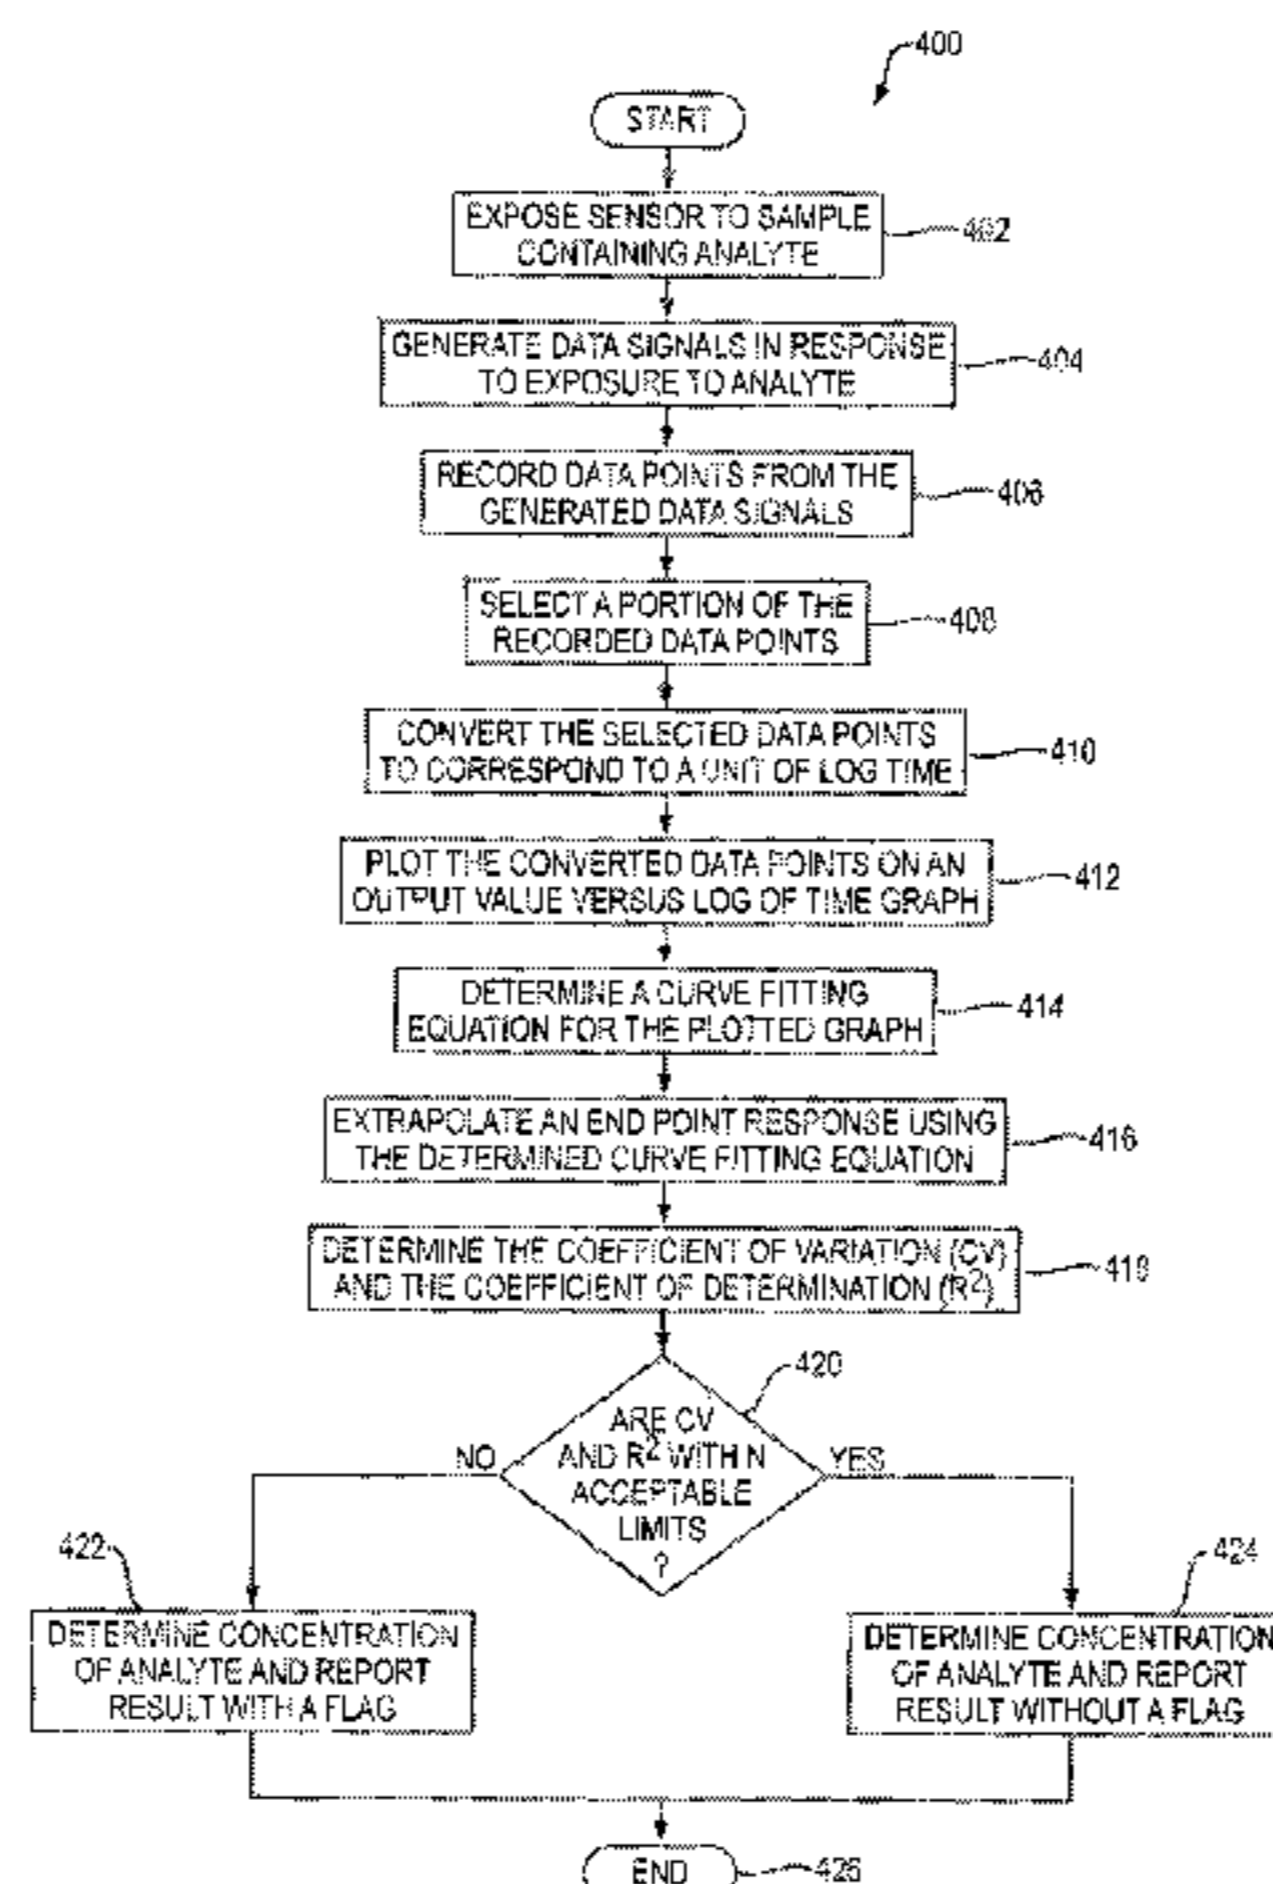 400
START
EXPOSE SENSOR TO SAMPLE
CONTAINING ANALYTE
402
GENERATE DATA SIGNALS IN RESPONSE
TO EXPOSURE TO ANALYTE
404
RECORD DATA POINTS FROM THE
GENERATED DATA SIGNALS
406
SELECT A PORTION OF THE
RECORDED DATA POINTS
408
CONVERT THE SELECTED DATA POINTS
TO CORRESPOND TO A UNIT OF LOG TIME
410
PLOT THE CONVERTED DATA POINTS ON AN
OUTPUT VALUE VERSUS LOG OF TIME GRAPH
412
DETERMINE A CURVE FITTING
EQUATION FOR THE PLOTTED GRAPH
414
EXTRAPOLATE AN END POINT RESPONSE USING
THE DETERMINED CURVE FITTING EQUATION
416
DETERMINE THE COEFFICIENT OF VARIATION (CV)
AND THE COEFFICIENT OF DETERMINATION (R2)
418
420
ARE CV
AND R2 WITHIN
ACCEPTABLE
LIMITS
?
NO
YES
422
DETERMINE CONCENTRATION
OF ANALYTE AND REPORT
RESULT WITH A FLAG
424
DETERMINE CONCENTRATION
OF ANALYTE AND REPORT
RESULT WITHOUT A FLAG
END
426